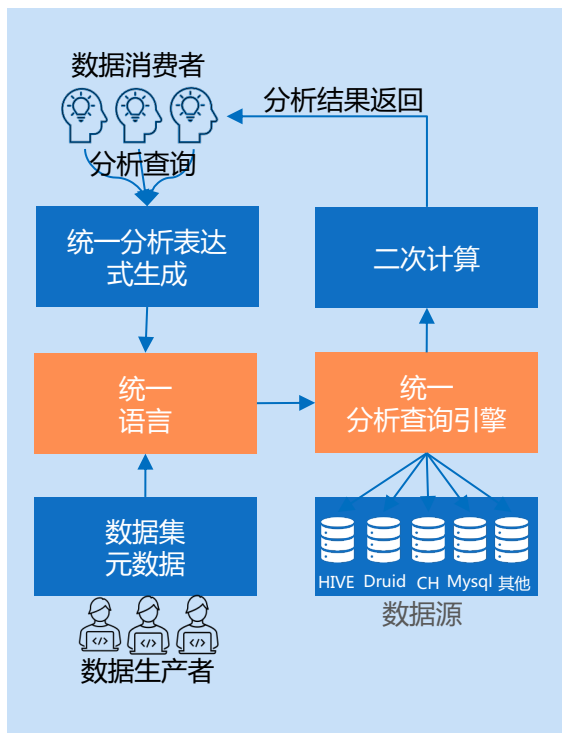 数据消费者
分析结果返回
分析查询
统一分析表达
式生成
二次计算
统一
语言
统一
分析查询引擎
数据集
元数据
HIVE Druid CH Mysql 其他
数据源
数据生产者